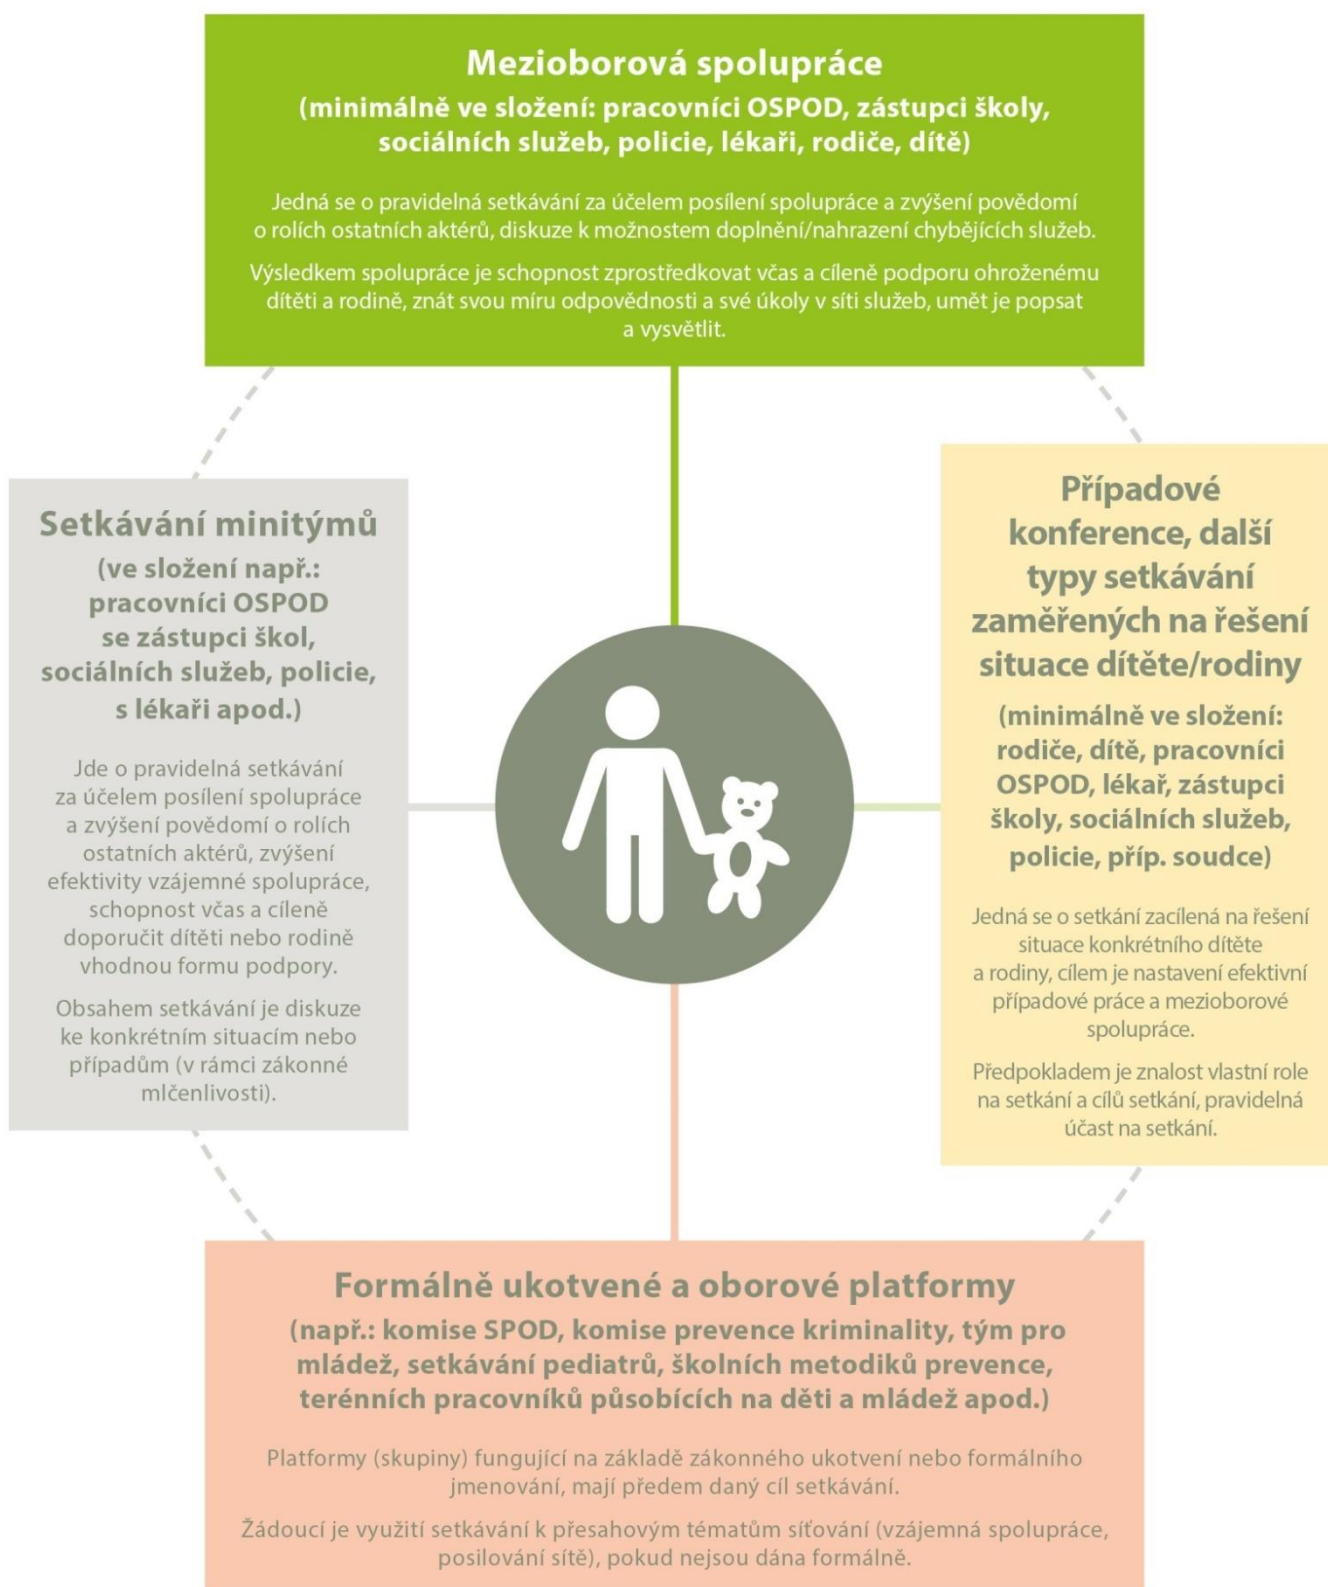 Mezioborová spolupráce
(minimálně ve složení: pracovníci OSPOD, zástupci školy,
sociálních služeb, policie, lékaři, rodiče, dítě)
Jedná se o pravidelná setkávání za účelem posílení spolupráce a zvýšení povědomí
o rolích ostatních aktérů, diskuze k možnostem doplnění/nahrazení chybějících služeb.
Výsledkem spolupráce je schopnost zprostředkovat včas a cíleně podporu ohroženému
dítěti a rodině, znát svou míru odpovědnosti a své úkoly v síti služeb, umět je popsat
a vysvětlit.
Setkávání minitýmů
(ve složení např.:
pracovníci OSPOD
se zástupci škol,
sociálních služeb, policie,
s lékaři apod.)
Jde o pravidelná setkávání
za účelem posílení spolupráce
a zvýšení povědomí o rolích
ostatních aktérů, zvýšení
efektivity vzájemné spolupráce,
schopnost včas a cíleně
doporučit dítěti nebo rodině
vhodnou formu podpory.
Obsahem setkávání je diskuze
ke konkrétním situacím nebo
případům (v rámci zákonné
mlčenlivosti).
Případové
konference, další
typy setkávání
zaměřených na řešení
situace dítěte/rodiny
(minimálně ve složení:
rodiče, dítě, pracovníci
OSPOD, lékař, zástupci
školy, sociálních služeb,
policie, příp. soudce)
Jedná se o setkání zacílená na řešení
situace konkrétního dítěte
a rodiny, cílem je nastavení efektivní
případové práce a mezioborové
spolupráce.
Předpokladem je znalost vlastní role
na setkání a cílů setkání, pravidelná
účast na setkání.
Formálně ukotvené a oborové platformy
(např.: komise SPOD, komise prevence kriminality, tým pro
mládež, setkávání pediatrů, školních metodiků prevence,
terénních pracovníků působících na děti a mládež apod.)
Platformy (skupiny) fungující na základě zákonného ukotvení nebo formálního
jmenování, mají předem daný cíl setkávání.
Žádoucí je využití setkávání k přesahovým tématům síťování (vzájemná spolupráce,
posilování sítě), pokud nejsou dána formálně.